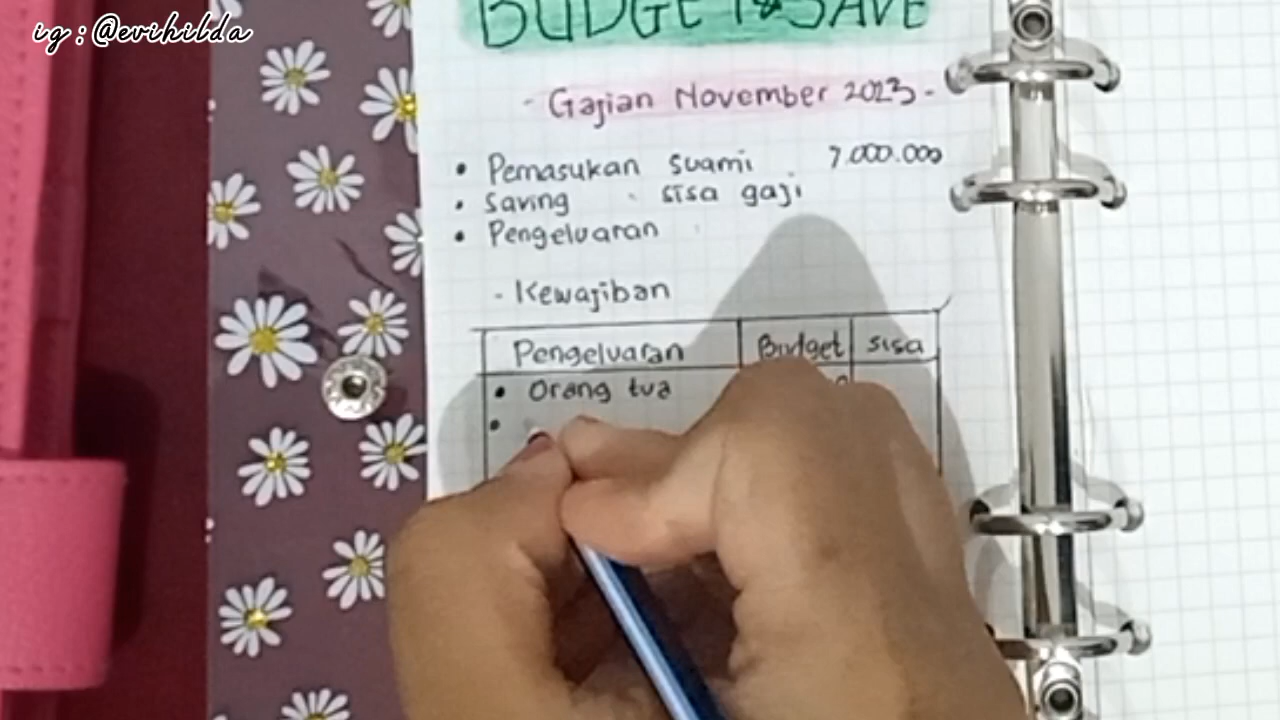 ig : @evihilda
BUDGET & SAVE
- Gajian November 2023 -
• Pemasukan suami 7.000.000
• Saving sisa gaji
• Pengeluaran
- Kewajiban
Pengeluaran Budget sisa
• Orang tua
•